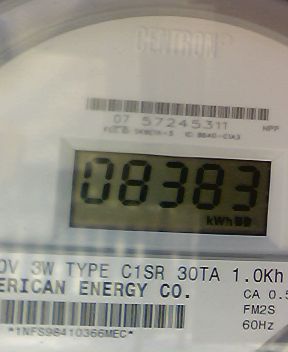 CENTRON
07 57245311
08383
kWh
0V 3W TYPE C1SR 30TA 1.0Kh
ERICAN ENERGY CO.
CA 0.5
FM2S
60Hz
*1NFS96410366MEC*